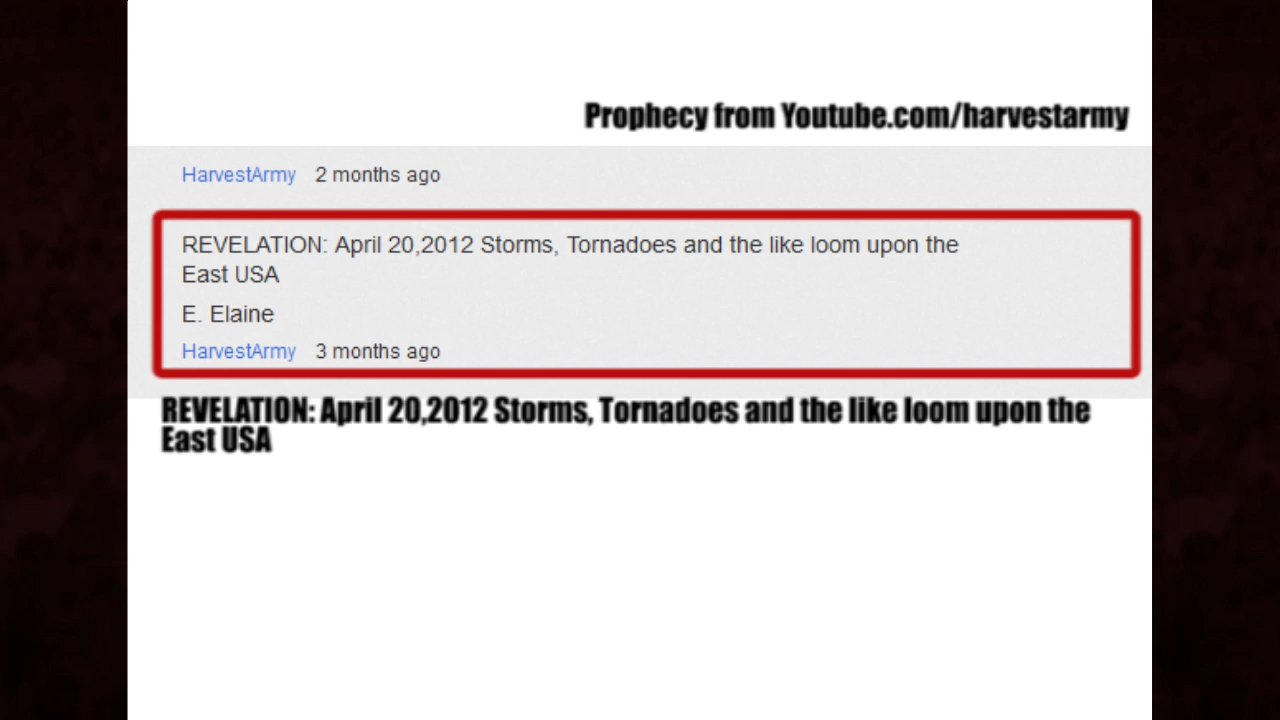 Prophecy from Youtube.com/harvestarmy
HarvestArmy 2 months ago
REVELATION: April 20,2012 Storms, Tornadoes and the like loom upon the
East USA
E. Elaine
HarvestArmy 3 months ago
REVELATION: April 20,2012 Storms, Tornadoes and the like loom upon the
East USA